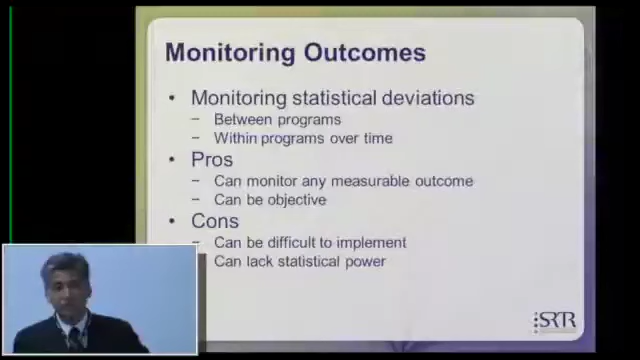 Monitoring Outcomes
• Monitoring statistical deviations
– Between programs
– Within programs over time
• Pros
– Can monitor any measurable outcome
– Can be objective
• Cons
Can be difficult to implement
Can lack statistical power
SRTR